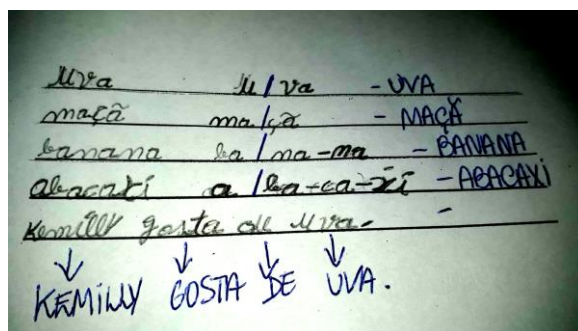 uva u/va - UVA
maçã ma/çã - MAÇÃ
banana ba/na-na - BANANA
abacaxi a/ba-ca-xi - ABACAXI
Kemilly gosta de uva. -
KEMILLY GOSTA DE UVA.